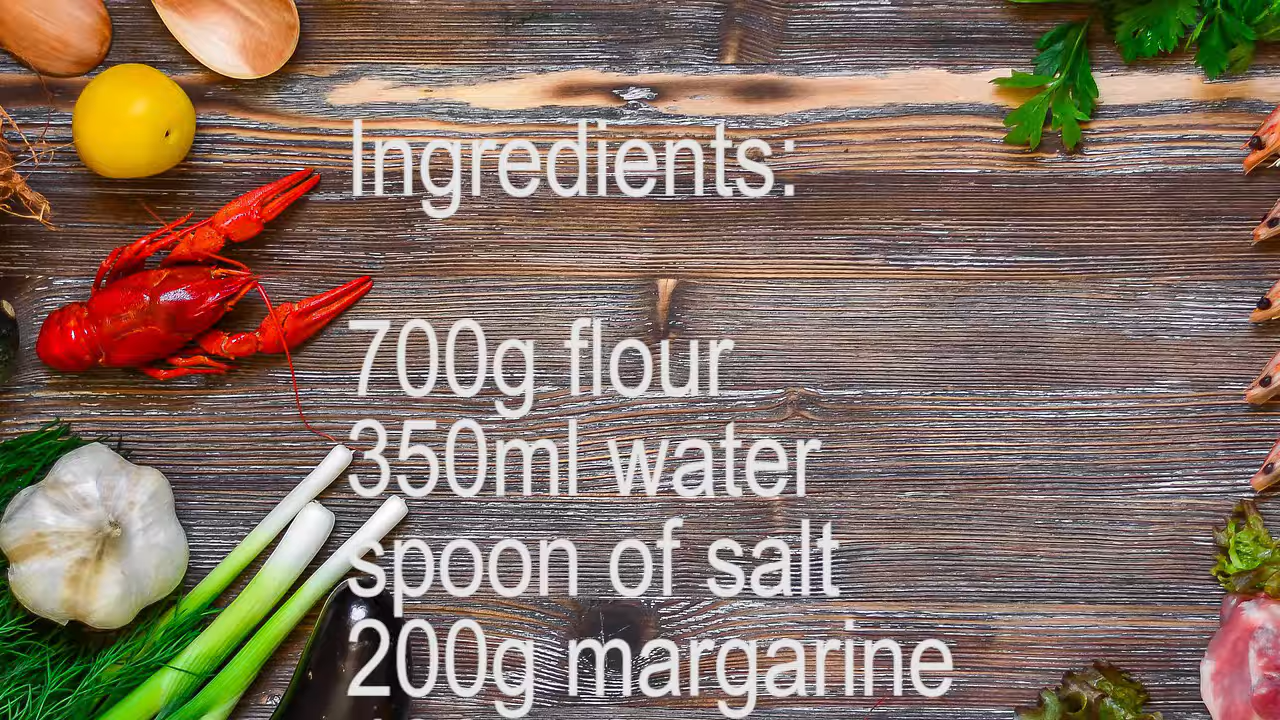 Ingredients:
700g flour
350ml water
spoon of salt
200g margarine